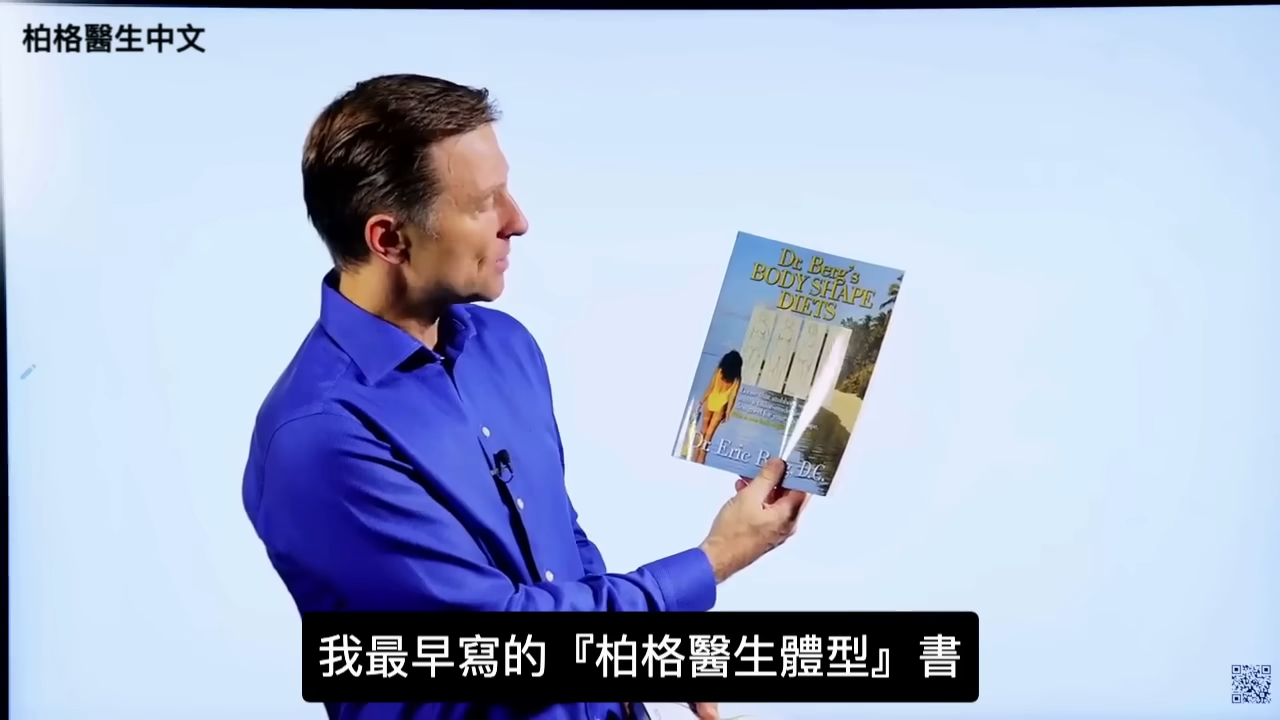 柏格醫生中文
Dr. Berg's
BODY SHAPE
DIETS
Dr. Eric B
D.C.
我最早寫的『柏格醫生體型』書